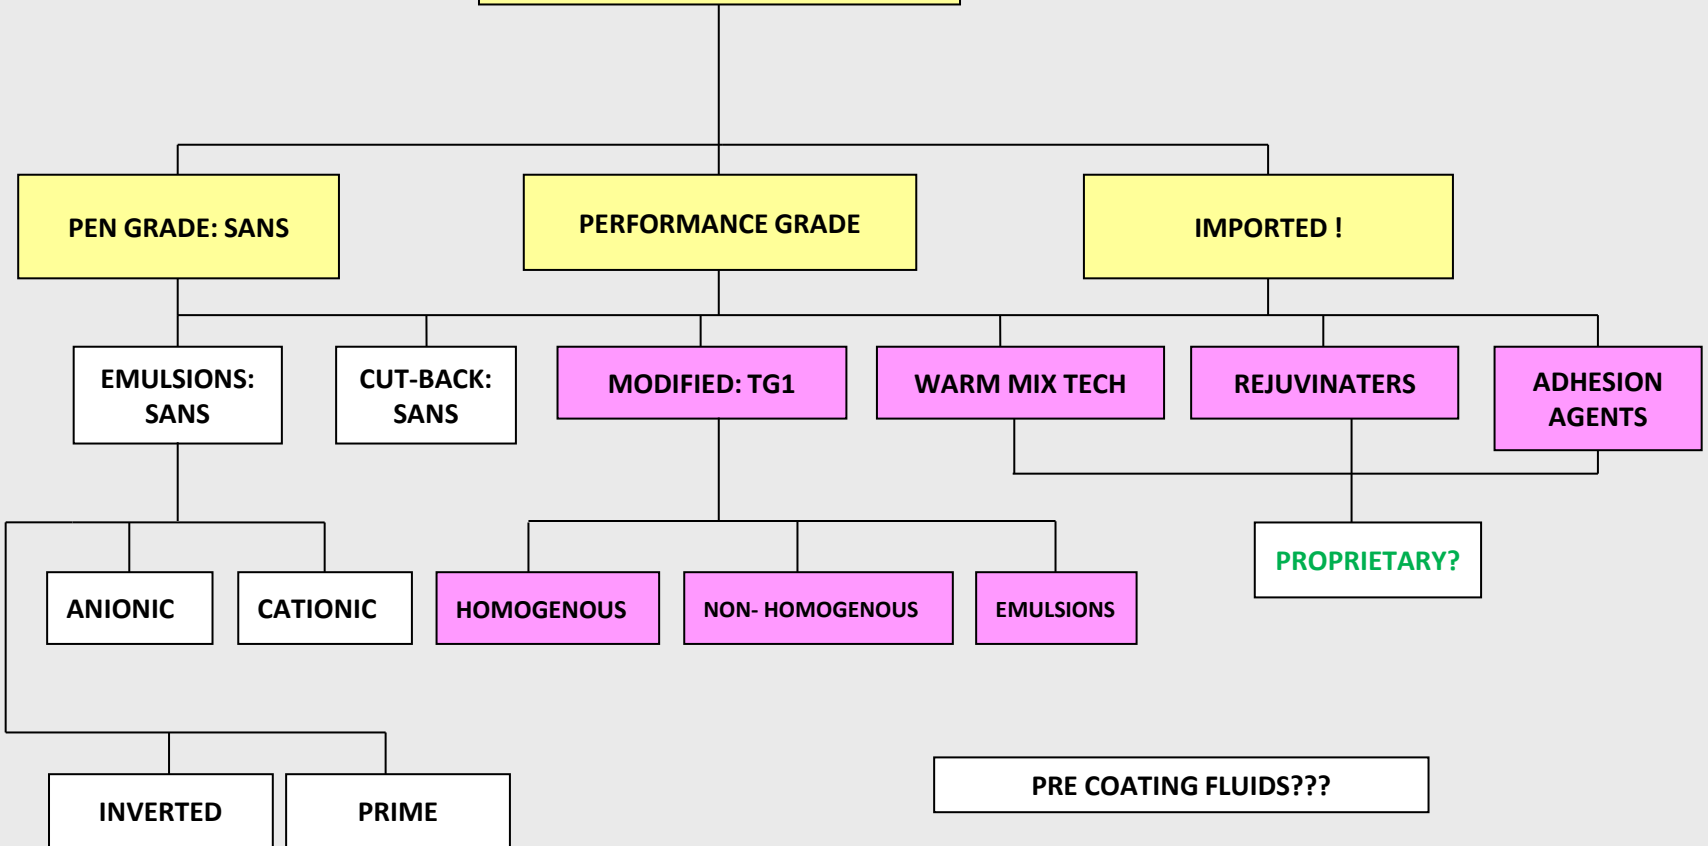 PEN GRADE: SANS
PERFORMANCE GRADE
IMPORTED !
EMULSIONS:
SANS
CUT-BACK:
SANS
MODIFIED: TG1
WARM MIX TECH
REJUVINATERS
ADHESION
AGENTS
PROPRIETARY?
ANIONIC
CATIONIC
HOMOGENOUS
NON- HOMOGENOUS
EMULSIONS
PRE COATING FLUIDS???
INVERTED
PRIME